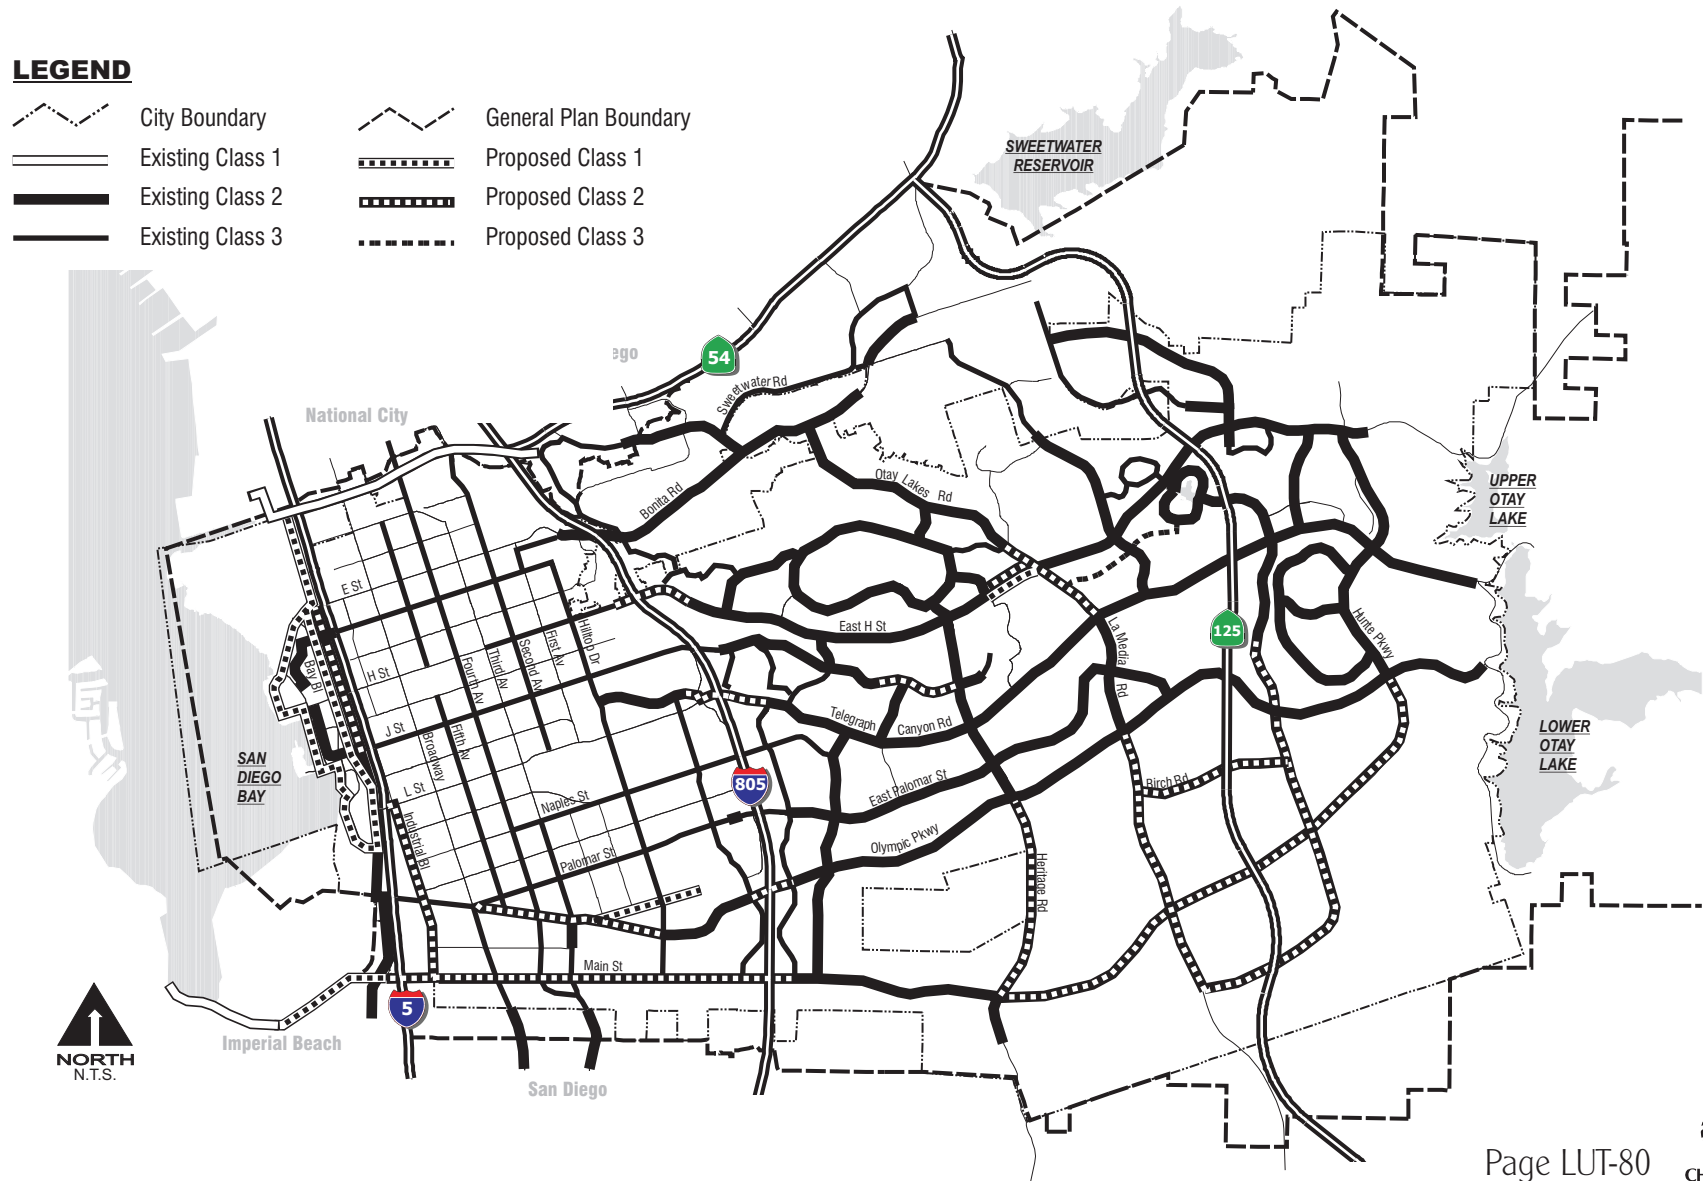 LEGEND
City Boundary
General Plan Boundary
Existing Class 1
Proposed Class 1
Existing Class 2
Proposed Class 2
Existing Class 3
Proposed Class 3
SWEETWATER
RESERVOIR
ego
54
Sweetwater Rd
National City
Otay Lakes Rd
Bonita Rd
UPPER
OTAY
LAKE
E St
East H St
Hilltop Dr
First Av
Second Av
Third Av
Fourth Av
H St
Bay Bl
La Media Rd
125
Hunte Pkwy
J St
Fifth Av
Broadway
Telegraph Canyon Rd
SAN
DIEGO
BAY
LOWER
OTAY
LAKE
L St
805
Naples St
East Palomar St
Birch Rd
Industrial Bl
Palomar St
Olympic Pkwy
Heritage Rd
Main St
5
Imperial Beach
San Diego
NORTH
N.T.S.
Page LUT-80
CH